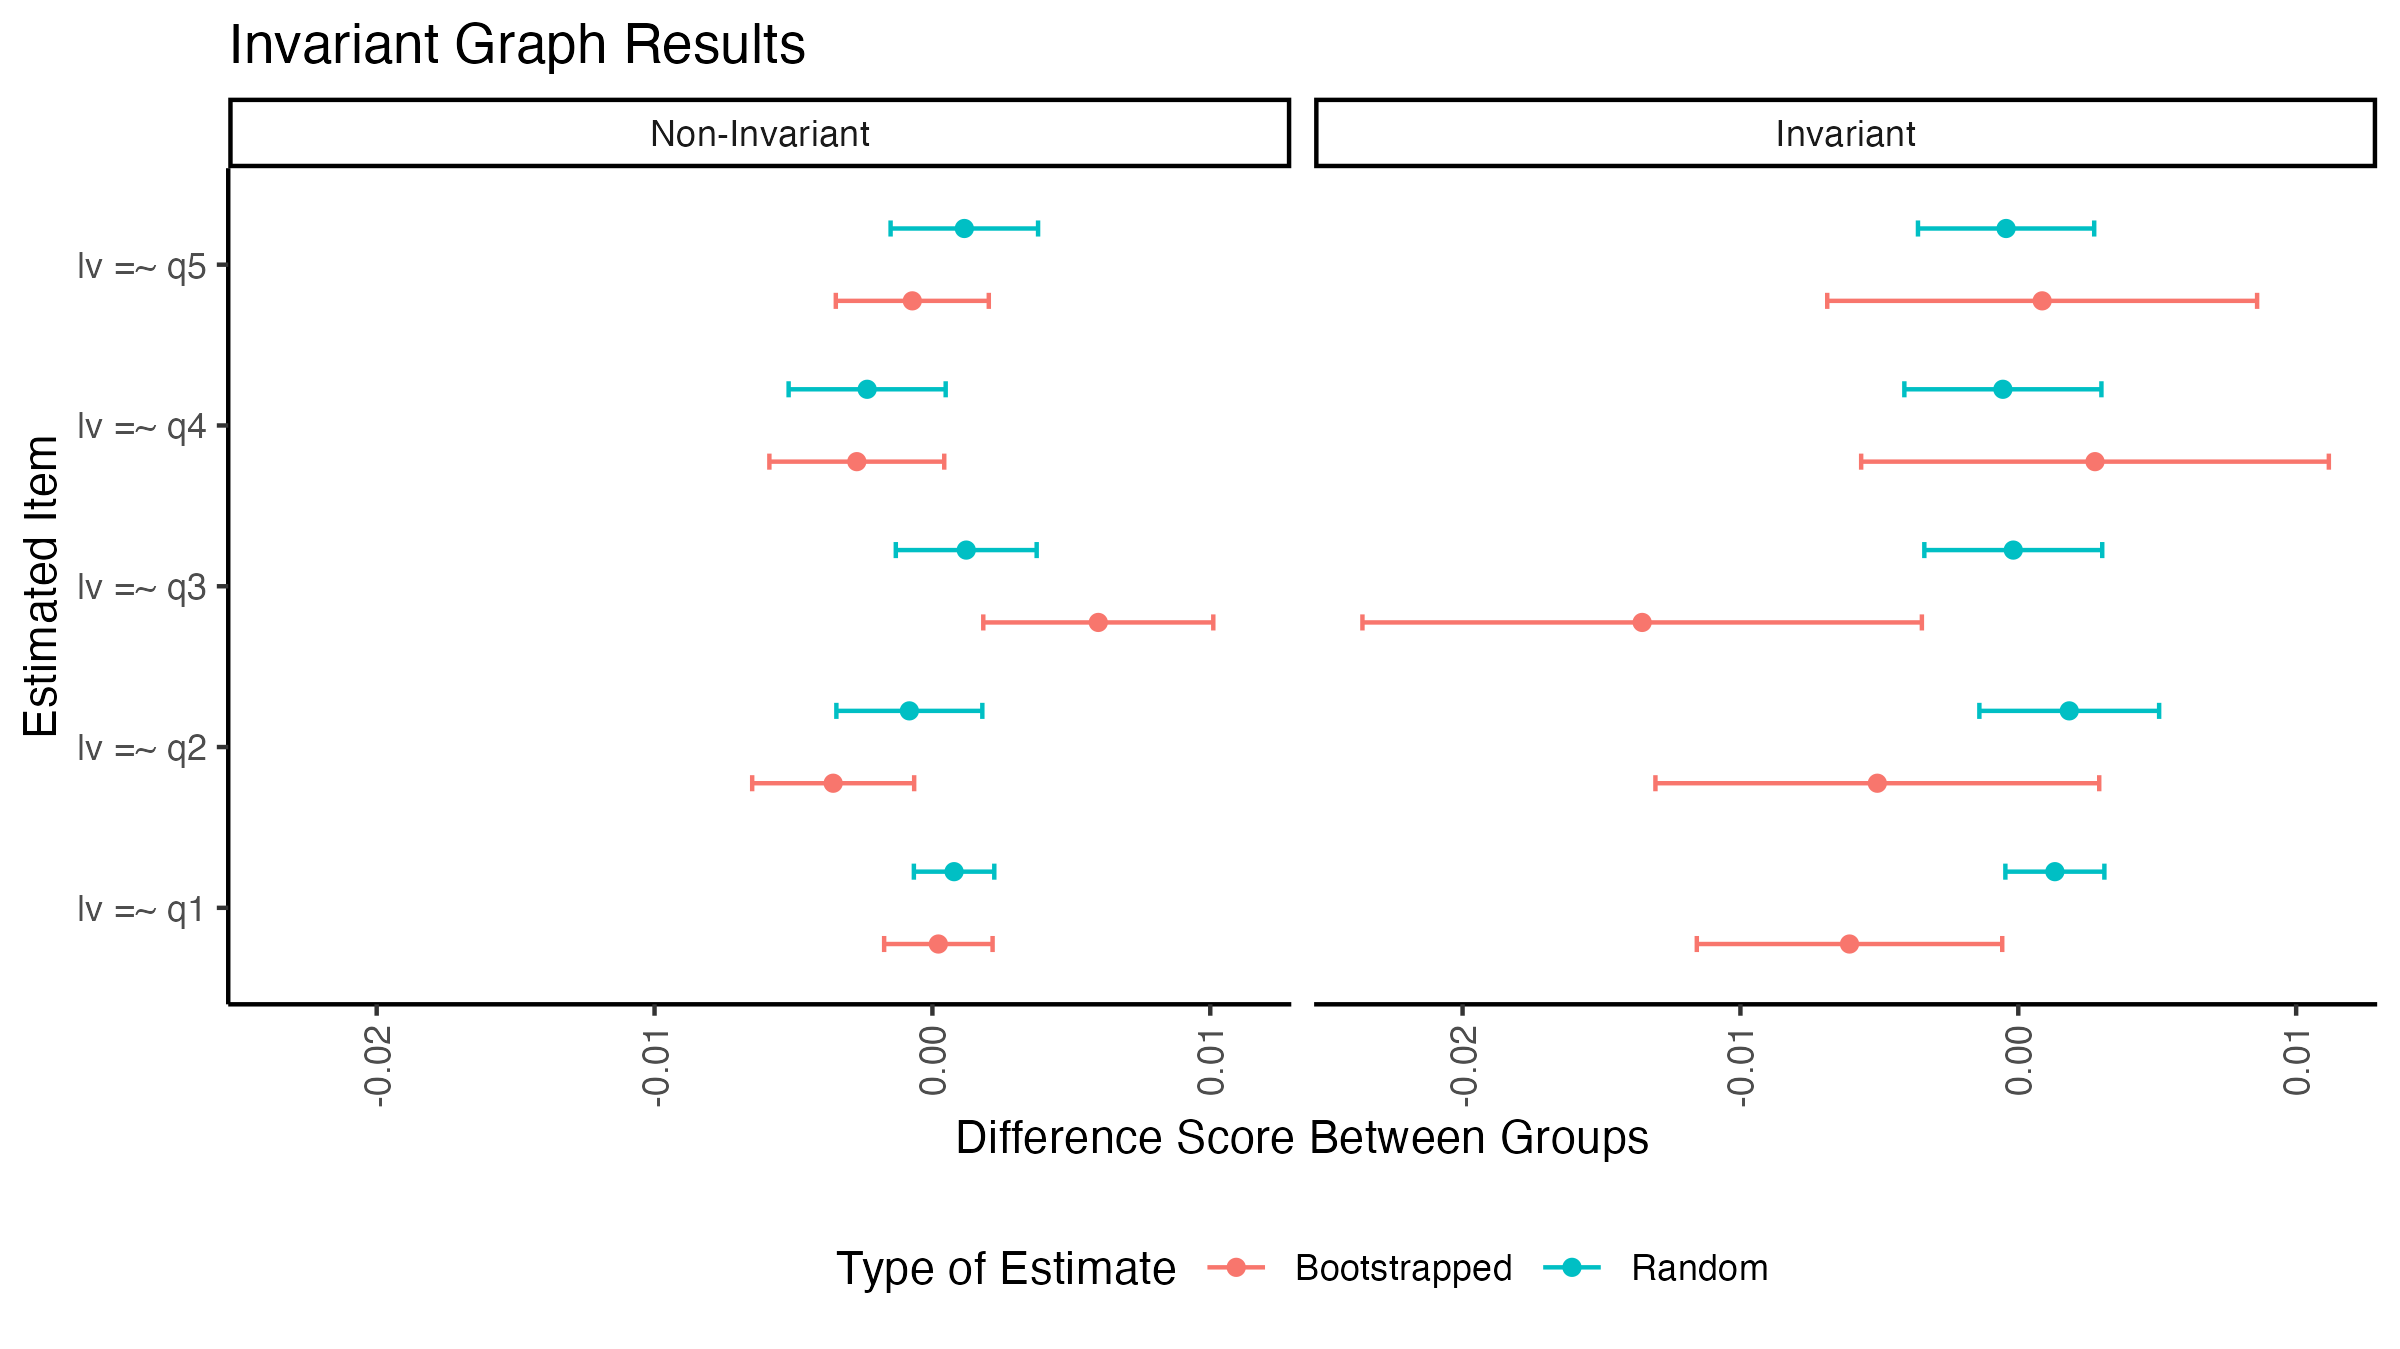 Invariant Graph Results
Non-Invariant
Invariant
Estimated Item
lv =~ q5
lv =~ q4
lv =~ q3
lv =~ q2
lv =~ q1
-0.02
-0.01
0.00
0.01
-0.02
-0.01
0.00
0.01
Difference Score Between Groups
Type of Estimate Bootstrapped Random